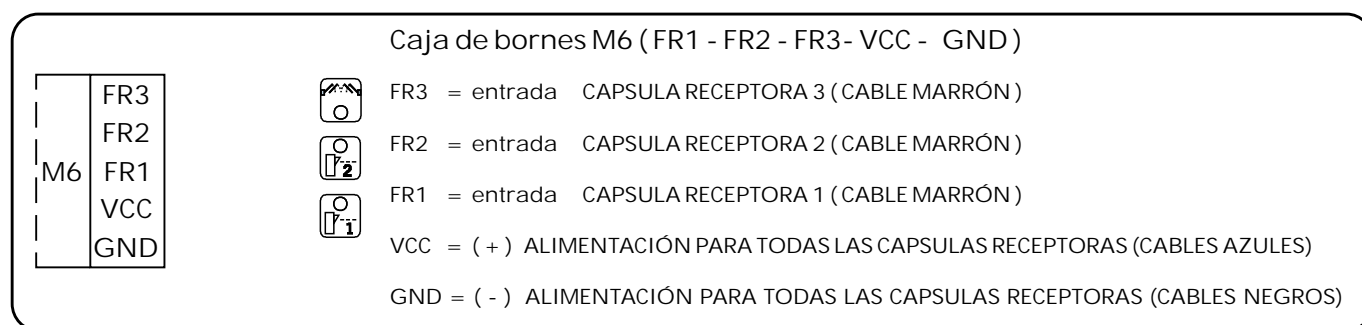 Caja de bornes M6 ( FR1 - FR2 - FR3- VCC - GND )
M6
FR3
FR2
FR1
VCC
GND
FR3 = entrada CAPSULA RECEPTORA 3 ( CABLE MARRÓN )
2
FR2 = entrada CAPSULA RECEPTORA 2 ( CABLE MARRÓN )
1
FR1 = entrada CAPSULA RECEPTORA 1 ( CABLE MARRÓN )
VCC = ( + ) ALIMENTACIÓN PARA TODAS LAS CAPSULAS RECEPTORAS (CABLES AZULES)
GND = ( - ) ALIMENTACIÓN PARA TODAS LAS CAPSULAS RECEPTORAS (CABLES NEGROS)